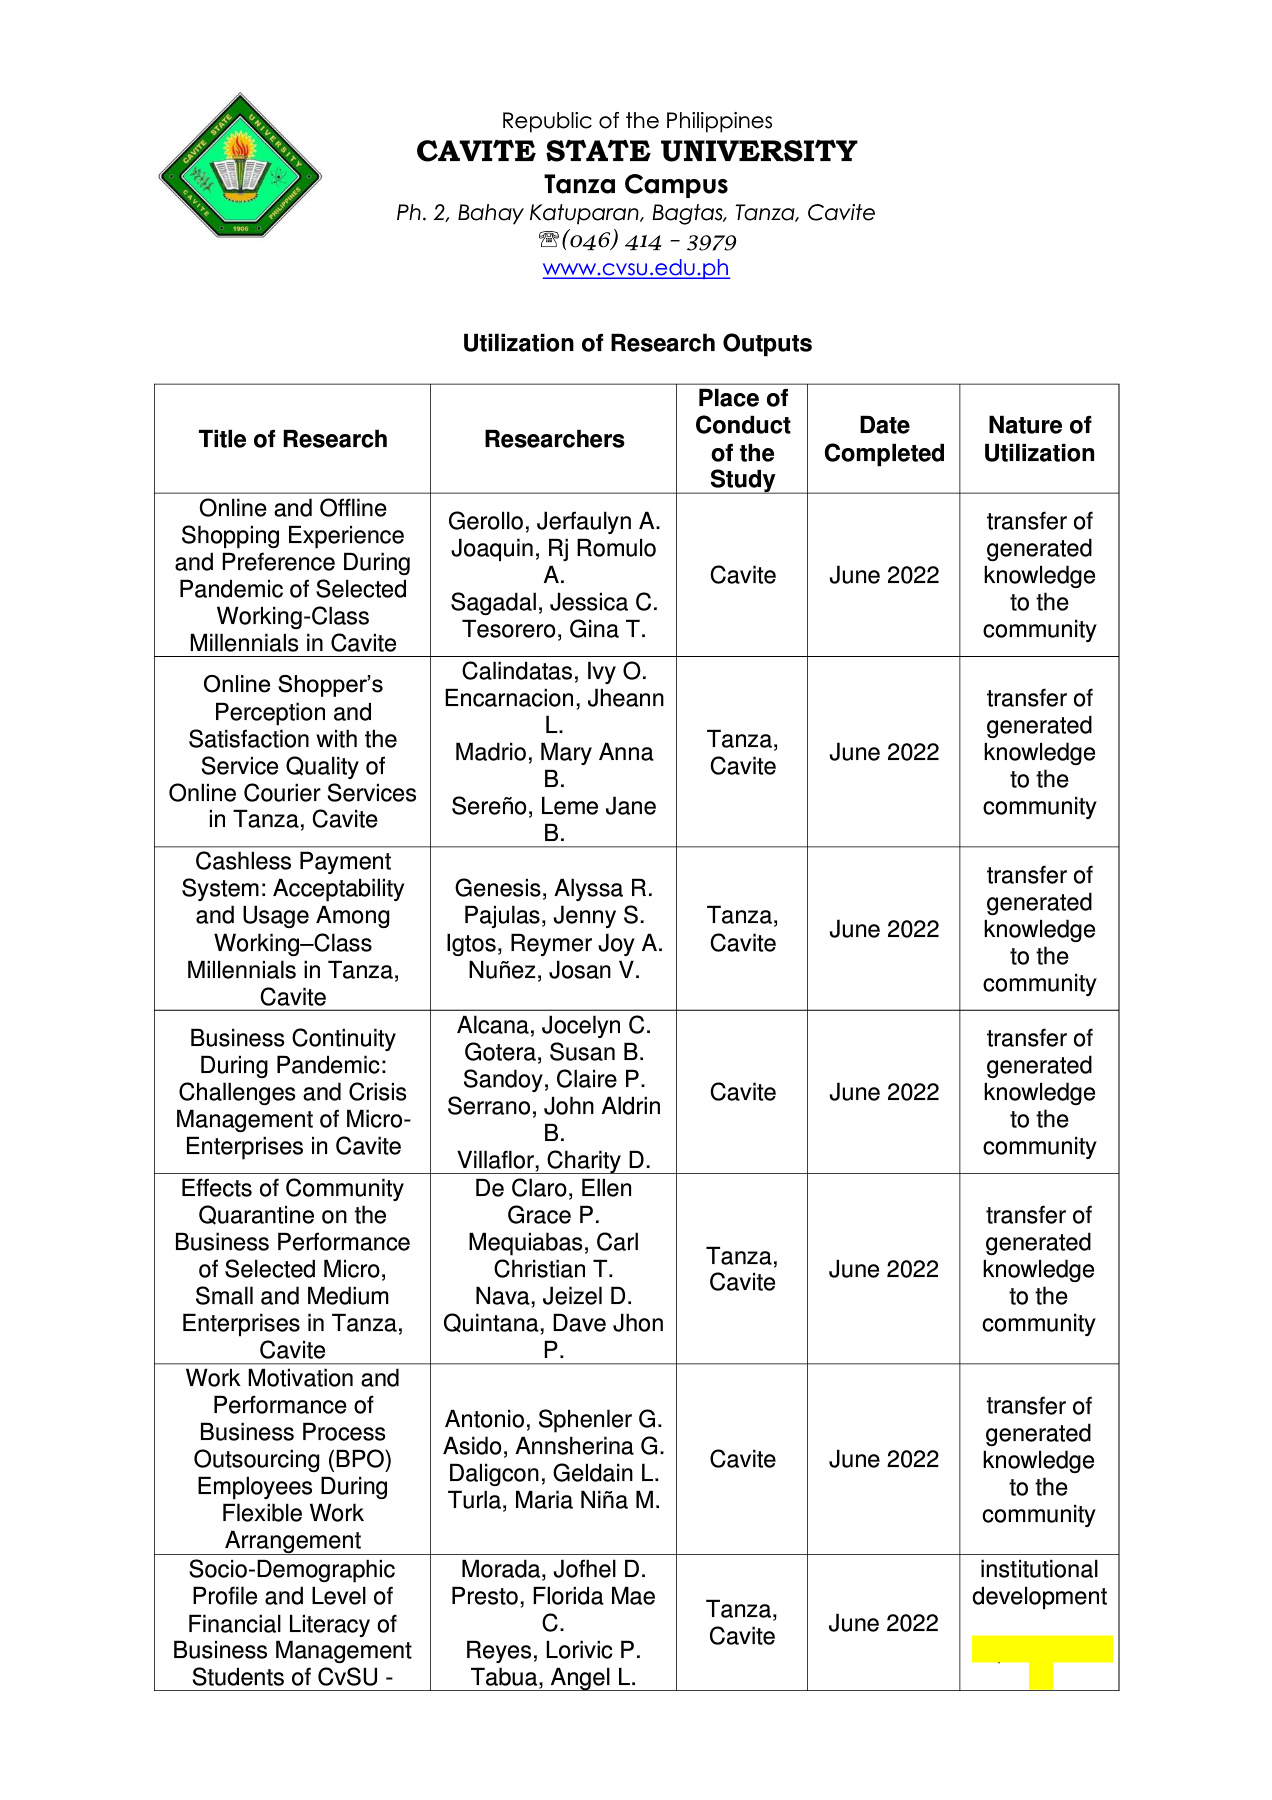 CAVITE STATE UNIVERSITY
CAVITE PHILIPPINES
1906
Republic of the Philippines
CAVITE STATE UNIVERSITY
Tanza Campus
Ph. 2, Bahay Katuparan, Bagtas, Tanza, Cavite
☏(046) 414 – 3979
www.cvsu.edu.ph
Utilization of Research Outputs
Title of Research
Researchers
Place of
Conduct
of the
Study
Date
Completed
Nature of
Utilization
Online and Offline
Shopping Experience
and Preference During
Pandemic of Selected
Working-Class
Millennials in Cavite
Gerollo, Jerfaulyn A.
Joaquin, Rj Romulo
A.
Sagadal, Jessica C.
Tesorero, Gina T.
Cavite
June 2022
transfer of
generated
knowledge
to the
community
Online Shopper’s
Perception and
Satisfaction with the
Service Quality of
Online Courier Services
in Tanza, Cavite
Calindatas, Ivy O.
Encarnacion, Jheann
L.
Madrio, Mary Anna
B.
Sereño, Leme Jane
B.
Tanza,
Cavite
June 2022
transfer of
generated
knowledge
to the
community
Cashless Payment
System: Acceptability
and Usage Among
Working–Class
Millennials in Tanza,
Cavite
Genesis, Alyssa R.
Pajulas, Jenny S.
Igtos, Reymer Joy A.
Nuñez, Josan V.
Tanza,
Cavite
June 2022
transfer of
generated
knowledge
to the
community
Business Continuity
During Pandemic:
Challenges and Crisis
Management of Micro-
Enterprises in Cavite
Alcana, Jocelyn C.
Gotera, Susan B.
Sandoy, Claire P.
Serrano, John Aldrin
B.
Villaflor, Charity D.
Cavite
June 2022
transfer of
generated
knowledge
to the
community
Effects of Community
Quarantine on the
Business Performance
of Selected Micro,
Small and Medium
Enterprises in Tanza,
Cavite
De Claro, Ellen
Grace P.
Mequiabas, Carl
Christian T.
Nava, Jeizel D.
Quintana, Dave Jhon
P.
Tanza,
Cavite
June 2022
transfer of
generated
knowledge
to the
community
Work Motivation and
Performance of
Business Process
Outsourcing (BPO)
Employees During
Flexible Work
Arrangement
Antonio, Sphenler G.
Asido, Annsherina G.
Daligcon, Geldain L.
Turla, Maria Niña M.
Cavite
June 2022
transfer of
generated
knowledge
to the
community
Socio-Demographic
Profile and Level of
Financial Literacy of
Business Management
Students of CvSU -
Morada, Jofhel D.
Presto, Florida Mae
C.
Reyes, Lorivic P.
Tabua, Angel L.
Tanza,
Cavite
June 2022
institutional
development